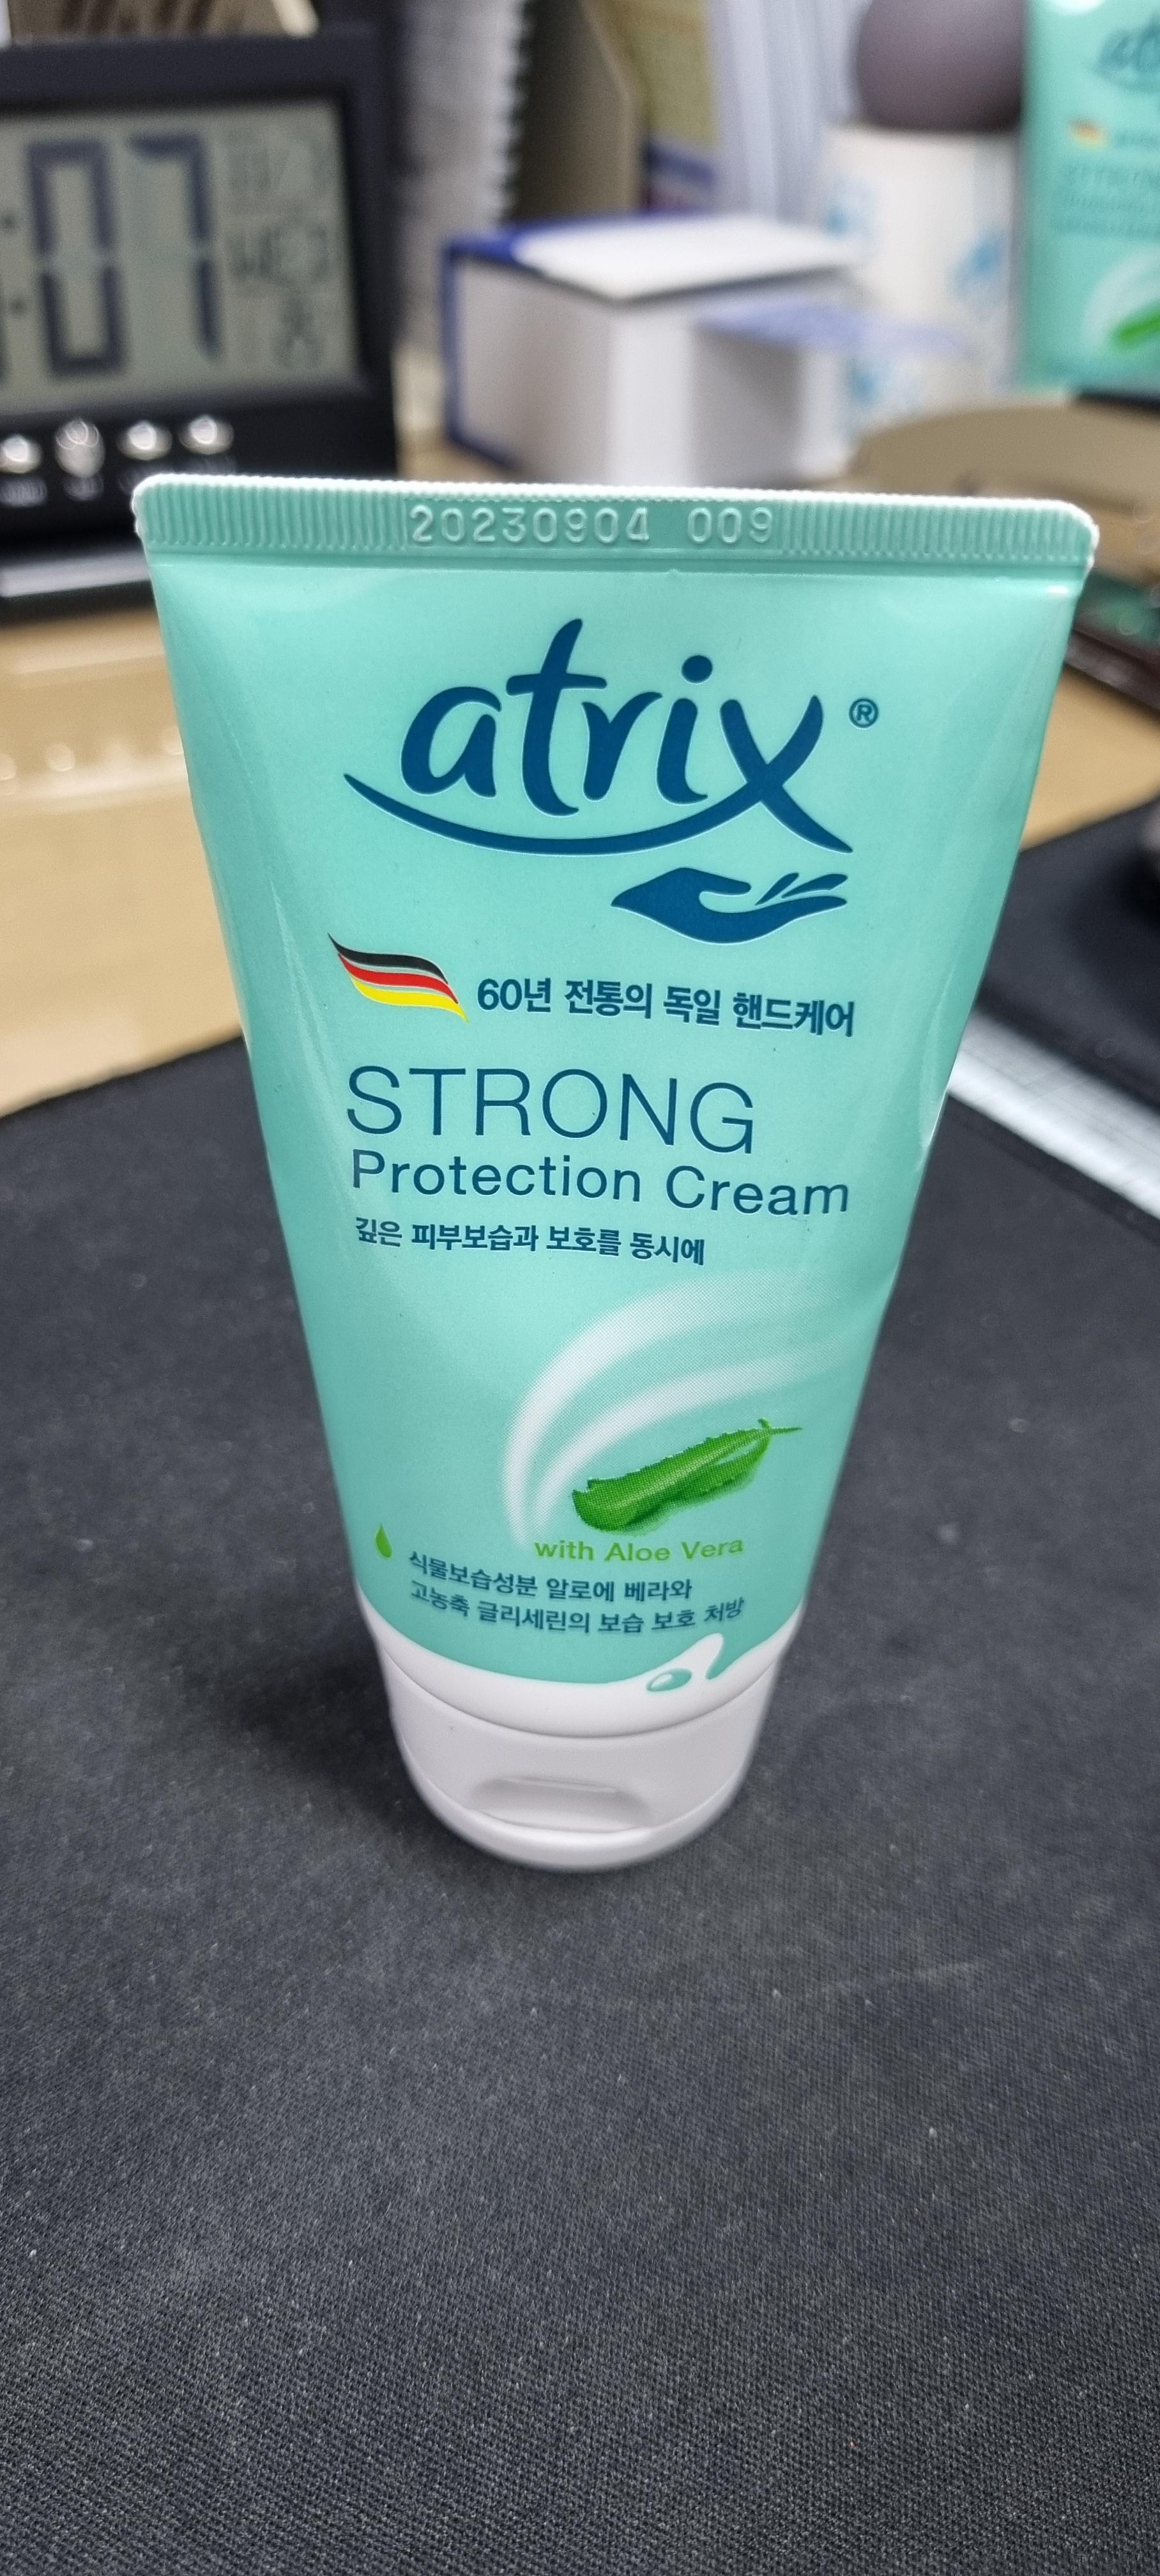 07
WED
20230904 009
atrix®
60년 전통의 독일 핸드케어
STRONG
Protection Cream
깊은 피부보습과 보호를 동시에
with Aloe Vera
식물보습성분 알로에 베라와
고농축 글리세린의 보습 보호 처방